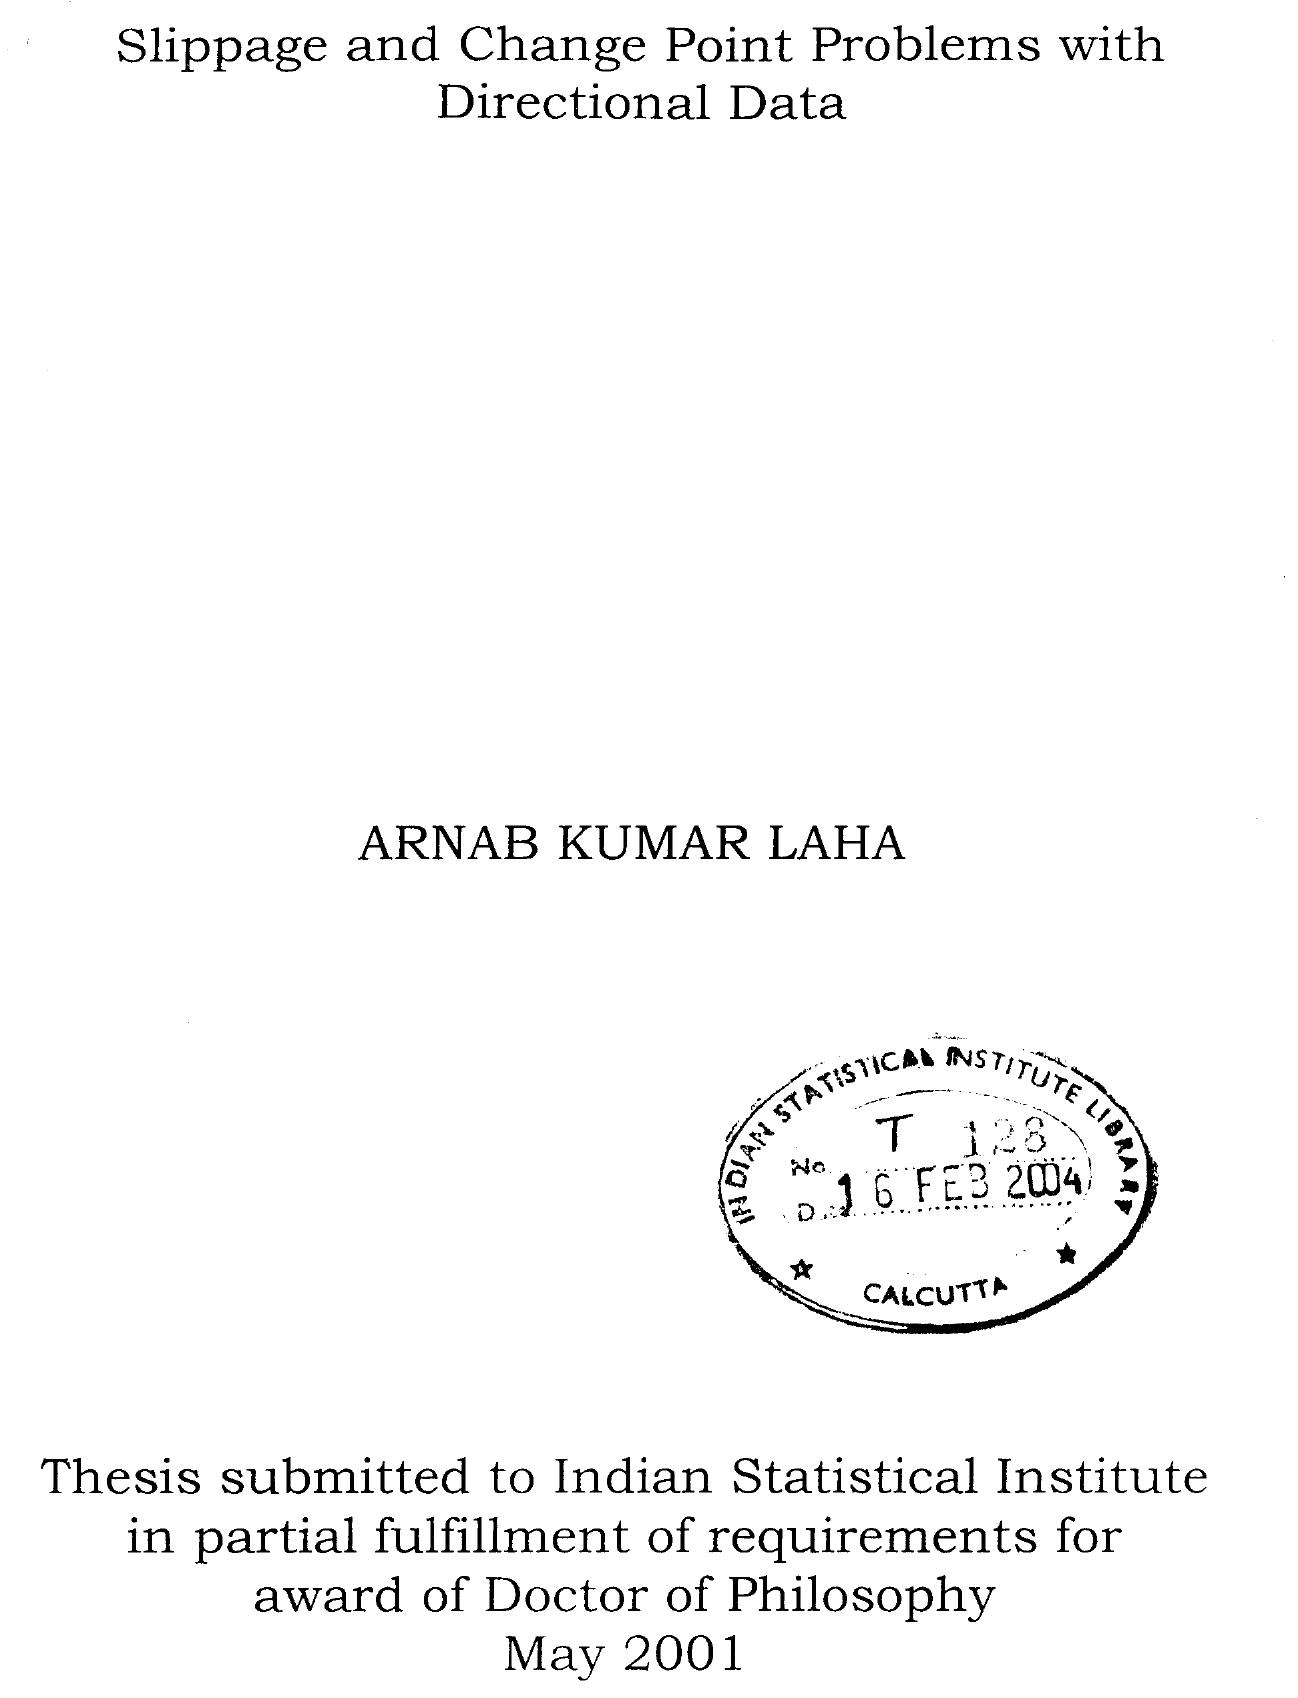 Slippage and Change Point Problems with
Directional Data
ARNAB KUMAR LAHA
INDIAN STATISTICAL INSTITUTE LIBRARY
No. T 128
D. 16 FEB 2004
CALCUTTA
Thesis submitted to Indian Statistical Institute
in partial fulfillment of requirements for
award of Doctor of Philosophy
May 2001